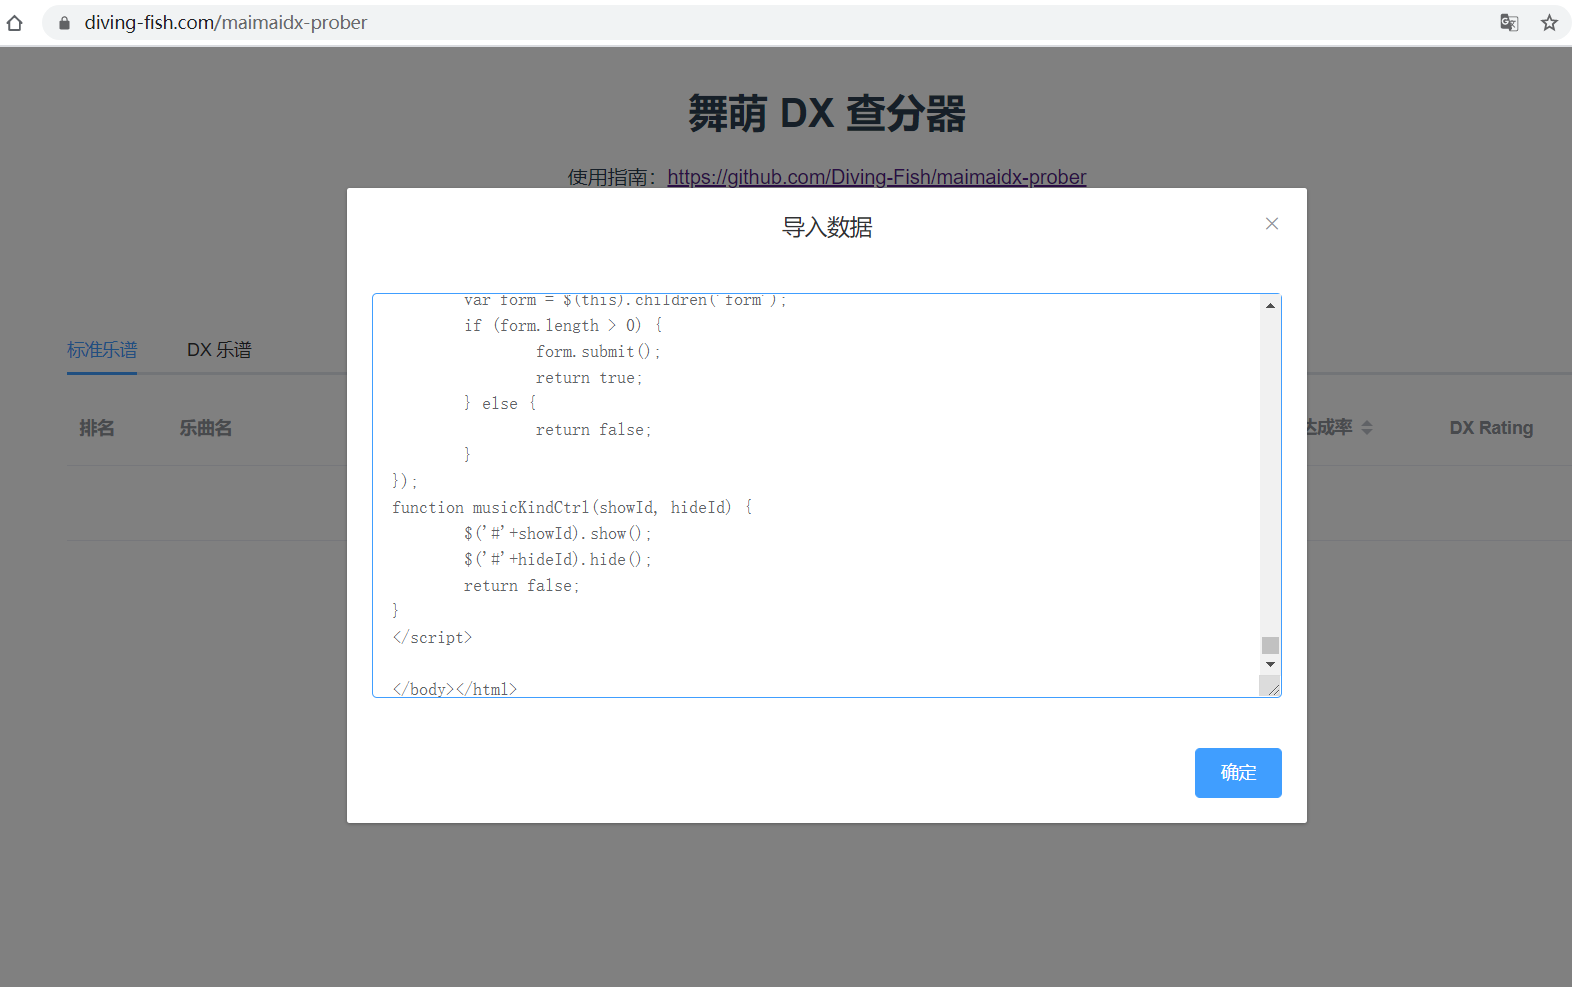 diving-fish.com/maimaidx-prober
舞萌 DX 查分器
使用指南：https://github.com/Diving-Fish/maimaidx-prober
导入数据
标准乐谱
DX 乐谱
排名
乐曲名
达成率
DX Rating
var form = $(this).children('form');
if (form.length > 0) {
form.submit();
return true;
} else {
return false;
}
});
function musicKindCtrl(showId, hideId) {
$('#'+showId).show();
$('#'+hideId).hide();
return false;
}
</script>
</body></html>
确定